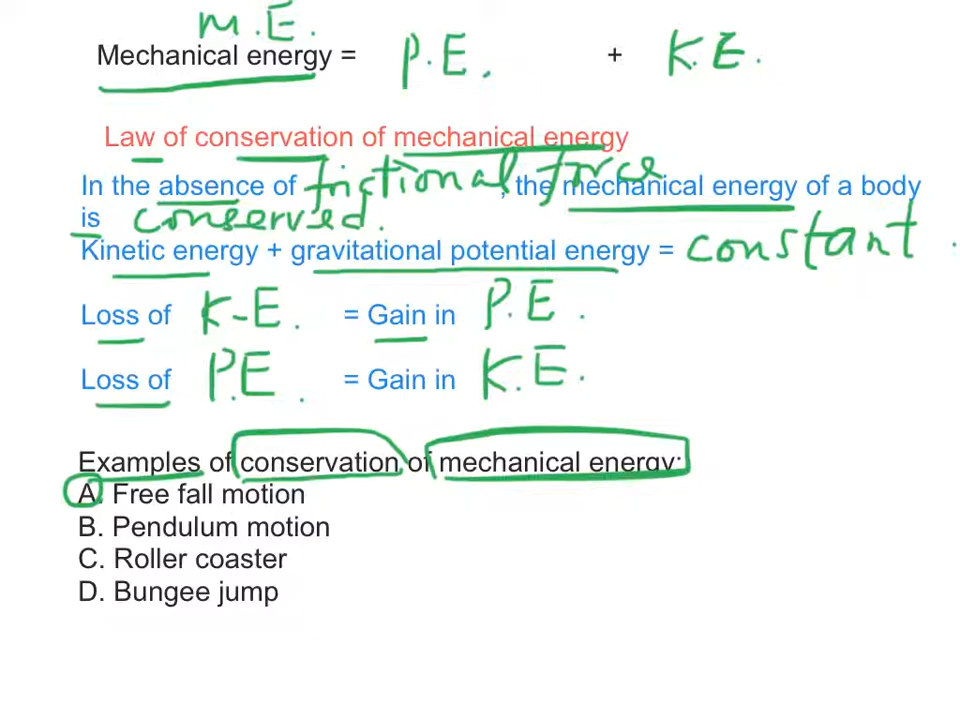 M.E.
Mechanical energy = P.E. + K.E.
Law of conservation of mechanical energy
In the absence of frictional force, the mechanical energy of a body
is conserved.
Kinetic energy + gravitational potential energy = constant.
Loss of K.E. = Gain in P.E.
Loss of P.E. = Gain in K.E.
Examples of conservation of mechanical energy:
A. Free fall motion
B. Pendulum motion
C. Roller coaster
D. Bungee jump